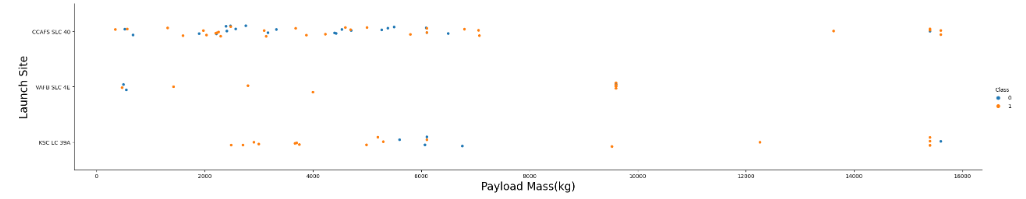 Launch Site
CCAFS SLC 40
VAFB SLC 4E
KSC LC 39A
0 2000 4000 6000 8000 10000 12000 14000 16000
Payload Mass(kg)
Class
0
1